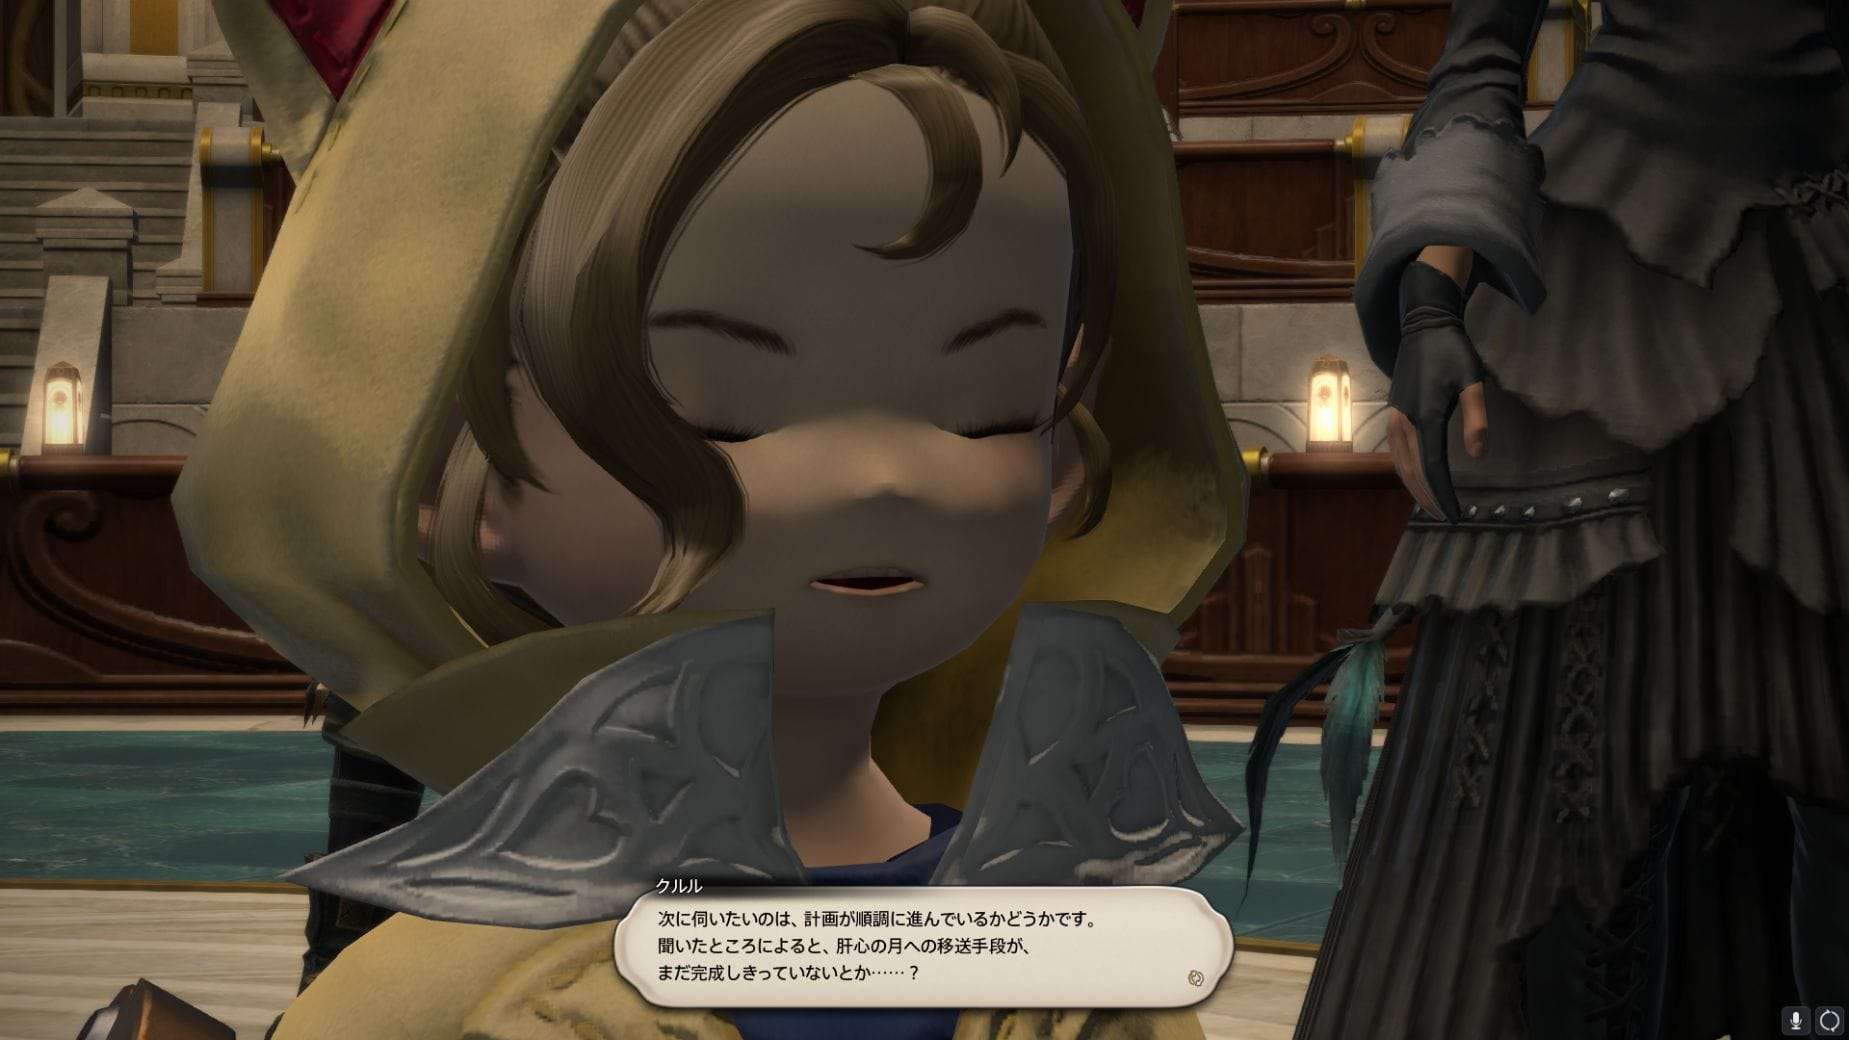 クルル
次に伺いたいのは、計画が順調に進んでいるかどうかです。
聞いたところによると、肝心の月への移送手段が、
まだ完成しきっていないとか……？